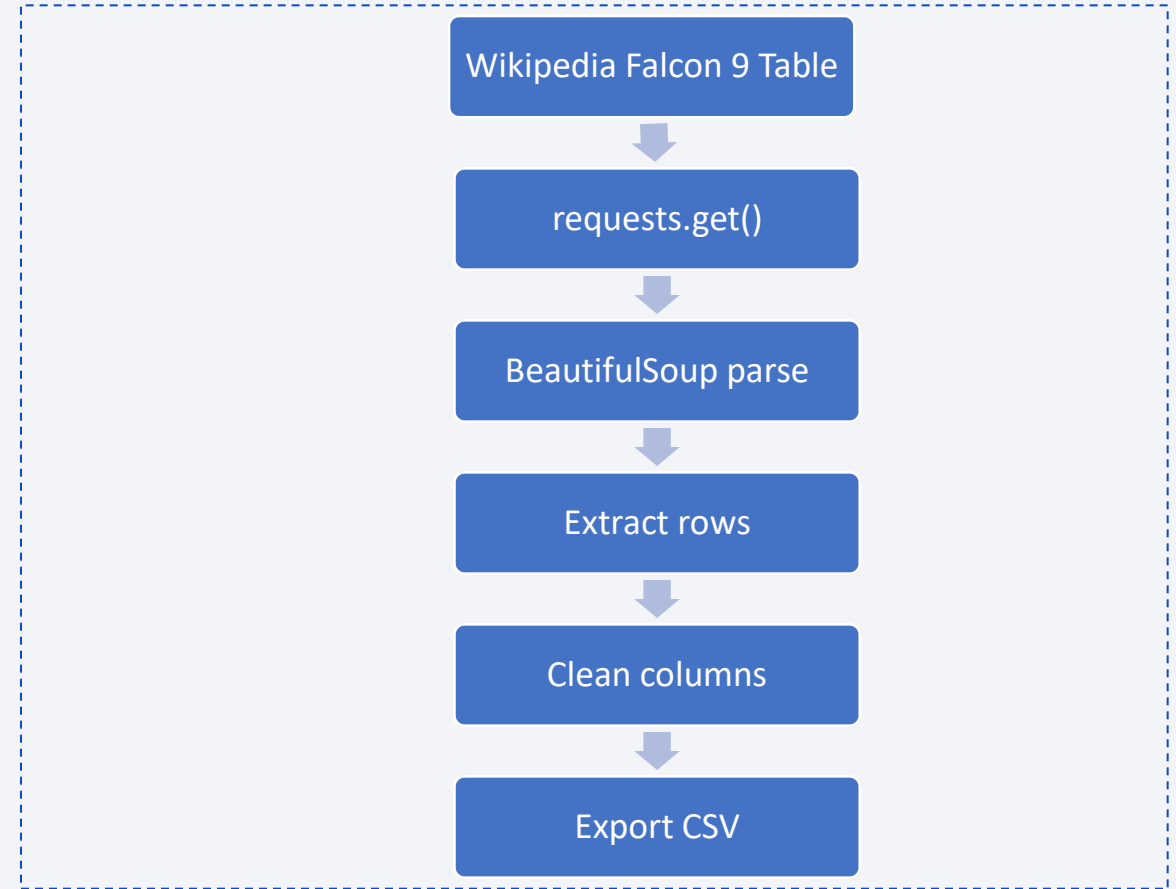 Wikipedia Falcon 9 Table
requests.get()
BeautifulSoup parse
Extract rows
Clean columns
Export CSV